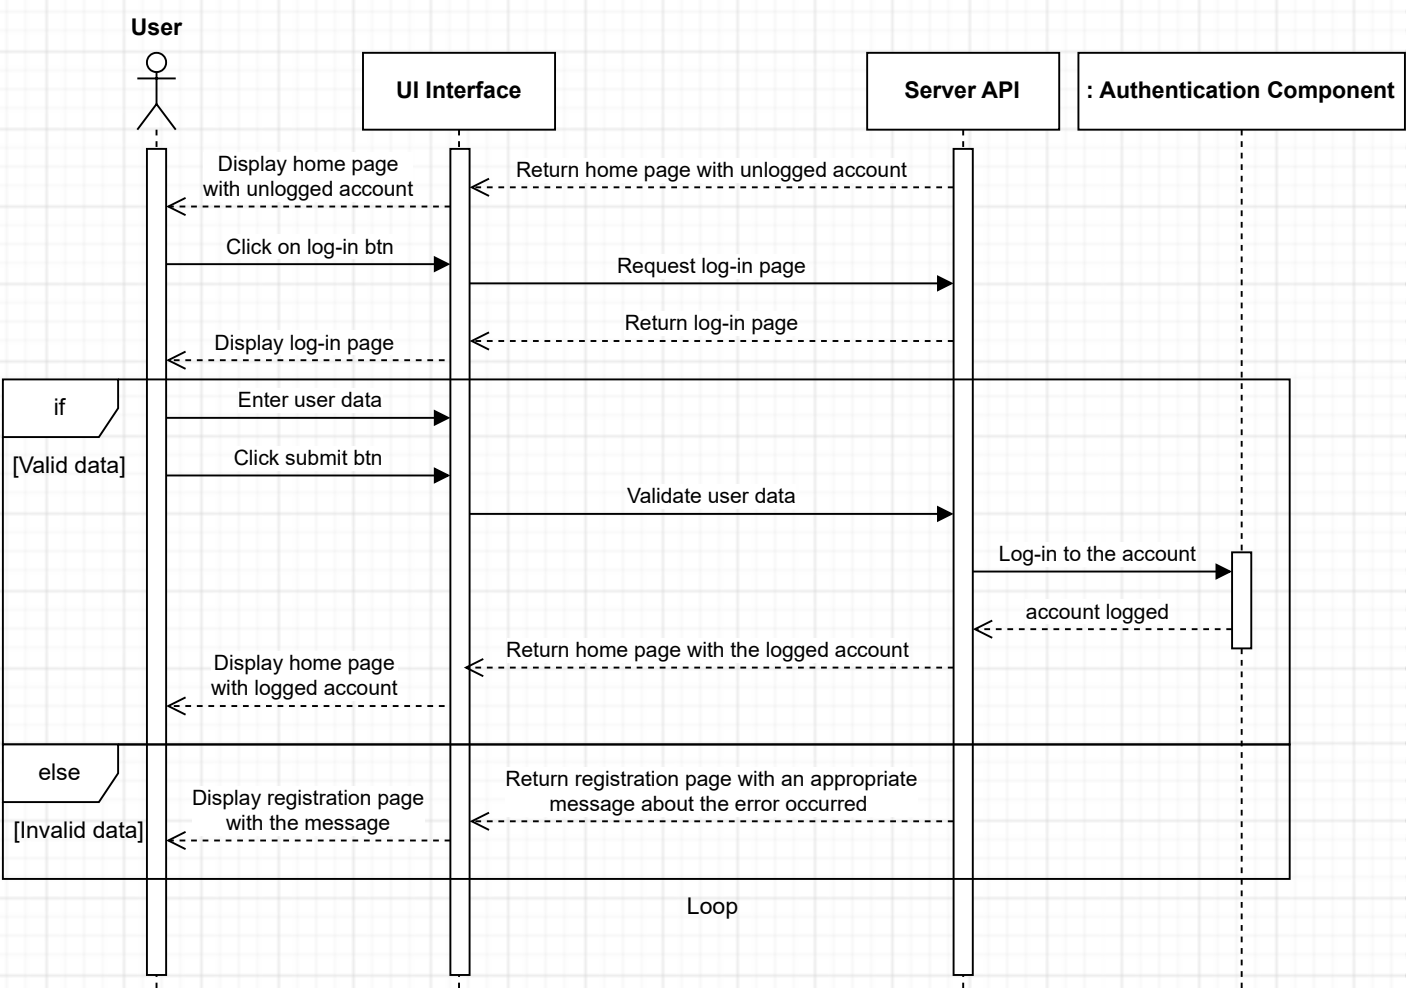 User
UI Interface
Server API
: Authentication Component
Return home page with unlogged account
Display home page
with unlogged account
Click on log-in btn
Request log-in page
Return log-in page
Display log-in page
if
Enter user data
[Valid data]
Click submit btn
Validate user data
Log-in to the account
account logged
Return home page with the logged account
Display home page
with logged account
else
Return registration page with an appropriate
message about the error occurred
Display registration page
with the message
[Invalid data]
Loop